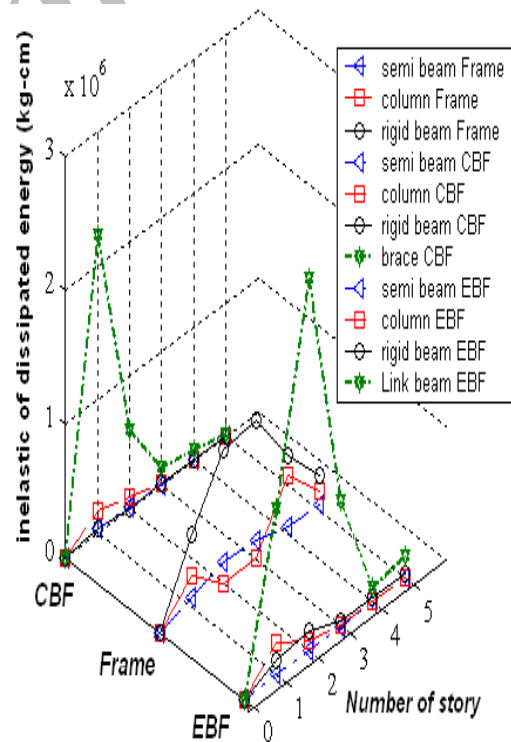 x 10^6
inelastic of dissipated energy (kg-cm)
3
2
1
0
semi beam Frame
column Frame
rigid beam Frame
semi beam CBF
column CBF
rigid beam CBF
brace CBF
semi beam EBF
column EBF
rigid beam EBF
Link beam EBF
CBF
Frame
EBF
0
1
2
3
4
5
Number of story